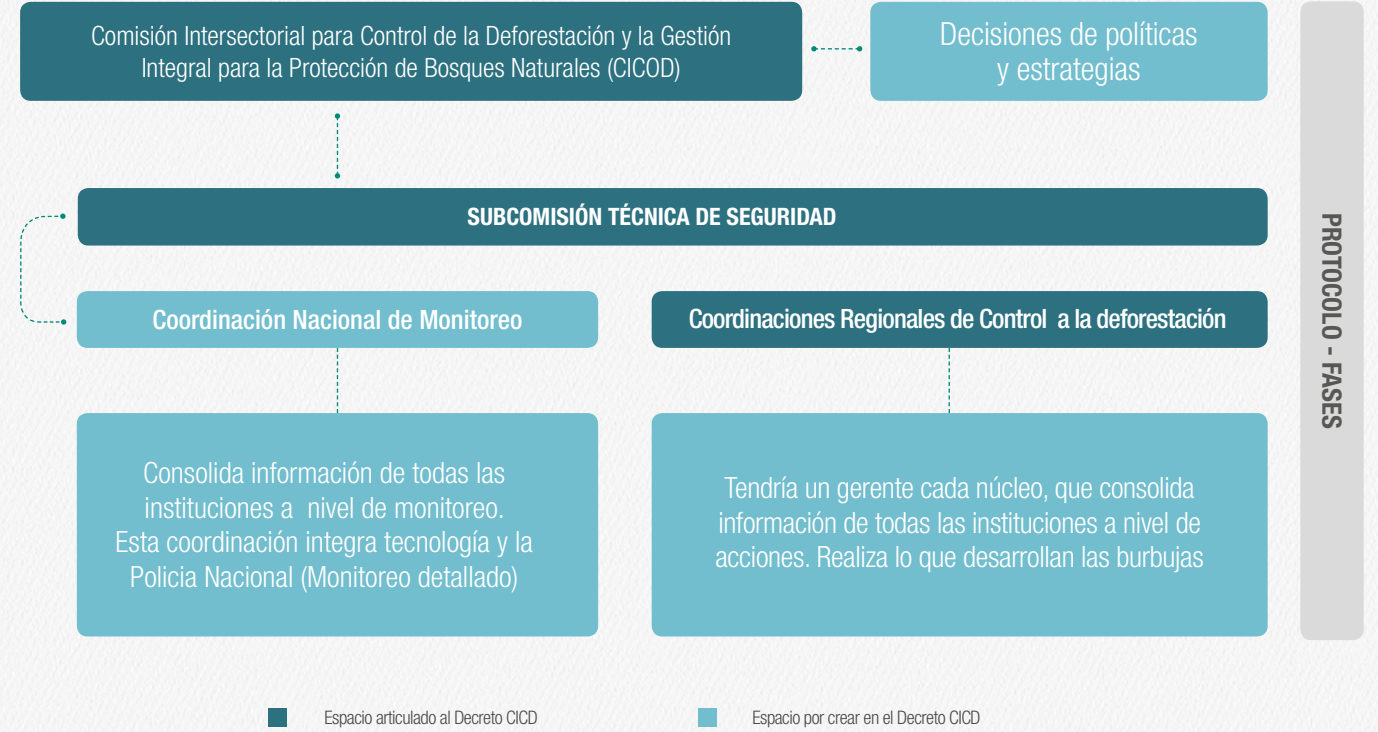 Comisión Intersectorial para Control de la Deforestación y la Gestión
Integral para la Protección de Bosques Naturales (CICOD)
Decisiones de políticas
y estrategias
SUBCOMISIÓN TÉCNICA DE SEGURIDAD
Coordinación Nacional de Monitoreo
Coordinaciones Regionales de Control a la deforestación
Consolida información de todas las
instituciones a nivel de monitoreo.
Esta coordinación integra tecnología y la
Policia Nacional (Monitoreo detallado)
Tendría un gerente cada núcleo, que consolida
información de todas las instituciones a nivel de
acciones. Realiza lo que desarrollan las burbujas
PROTOCOLO - FASES
Espacio articulado al Decreto CICD
Espacio por crear en el Decreto CICD